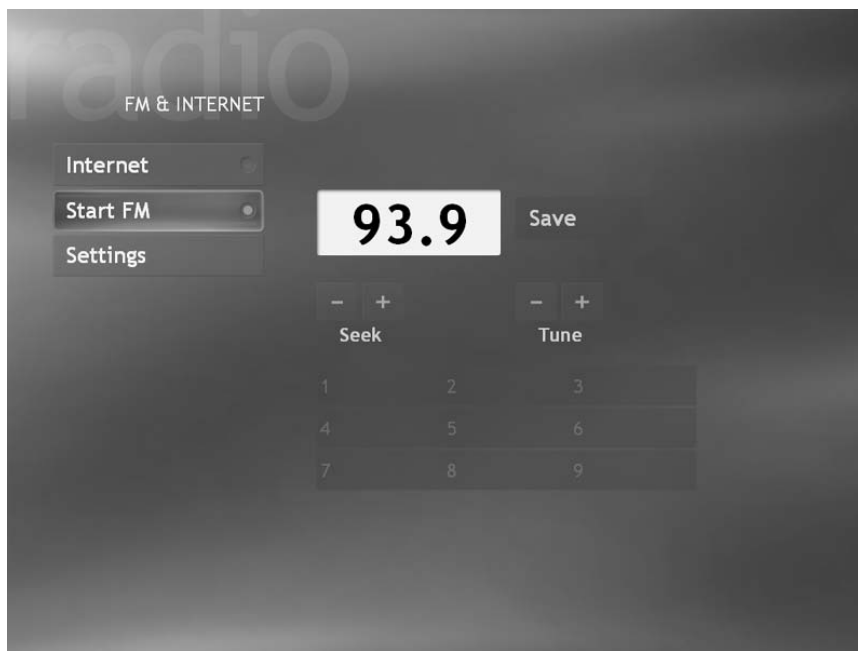 radio
FM & INTERNET
Internet
Start FM
93.9 Save
Settings
- + - +
Seek Tune
1 2 3
4 5 6
7 8 9